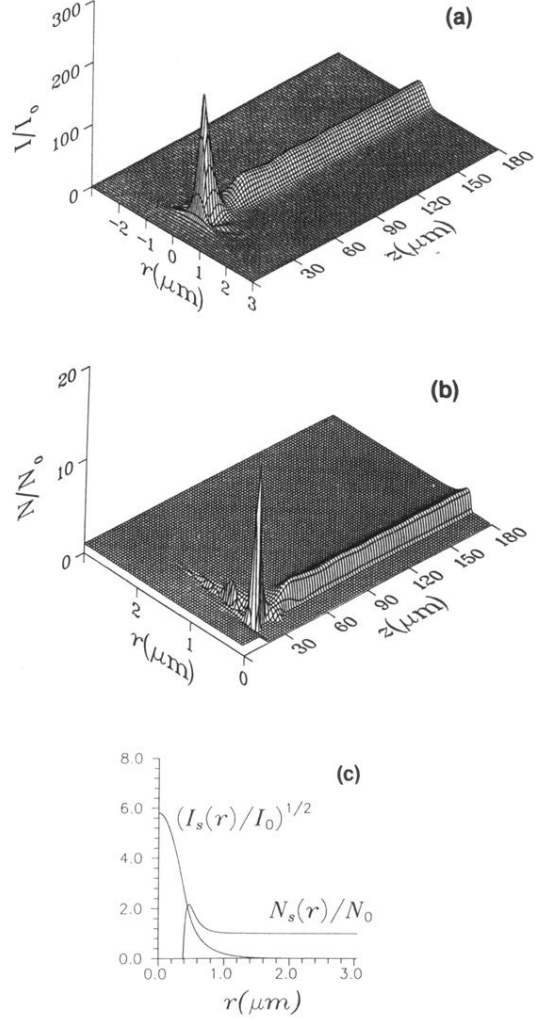 (a)
300
200
100
0
I/I₀
-2
-1
0
1
2
3
r(μm)
30
60
90
120
150
180
z(μm)
(b)
20
10
0
N/N₀
2
1
0
r(μm)
30
60
90
120
150
180
z(μm)
(c)
8.0
6.0
4.0
2.0
0.0
(Iₛ(r)/I₀)^{1/2}
Nₛ(r)/N₀
0.0 1.0 2.0 3.0
r(μm)